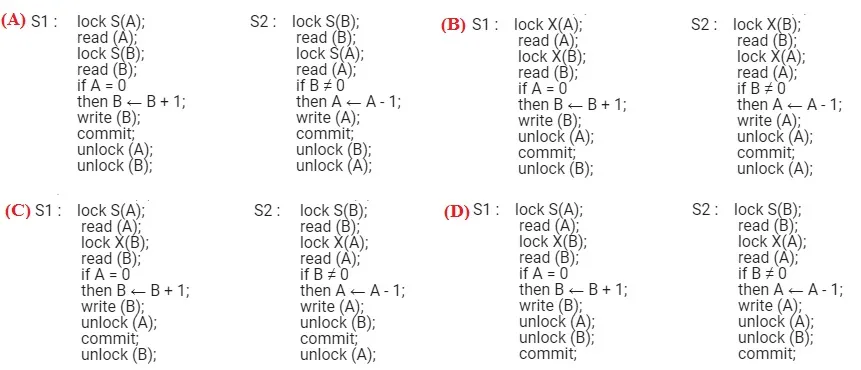 (A) S1 : lock S(A);
read (A);
lock S(B);
read (B);
if A = 0
then B ← B + 1;
write (B);
commit;
unlock (A);
unlock (B);
S2 : lock S(B);
read (B);
lock S(A);
read (A);
if B ≠ 0
then A ← A - 1;
write (A);
commit;
unlock (B);
unlock (A);
(B) S1 : lock X(A);
read (A);
lock X(B);
read (B);
if A = 0
then B ← B + 1;
write (B);
unlock (A);
commit;
unlock (B);
S2 : lock X(B);
read (B);
lock X(A);
read (A);
if B ≠ 0
then A ← A - 1;
write (A);
unlock (A);
commit;
unlock (A);
(C) S1 : lock S(A);
read (A);
lock X(B);
read (B);
if A = 0
then B ← B + 1;
write (B);
unlock (A);
commit;
unlock (B);
S2 : lock S(B);
read (B);
lock X(A);
read (A);
if B ≠ 0
then A ← A - 1;
write (A);
unlock (B);
commit;
unlock (A);
(D) S1 : lock S(A);
read (A);
lock X(B);
read (B);
if A = 0
then B ← B + 1;
write (B);
unlock (A);
unlock (B);
commit;
S2 : lock S(B);
read (B);
lock X(A);
read (A);
if B ≠ 0
then A ← A - 1;
write (A);
unlock (A);
unlock (B);
commit;